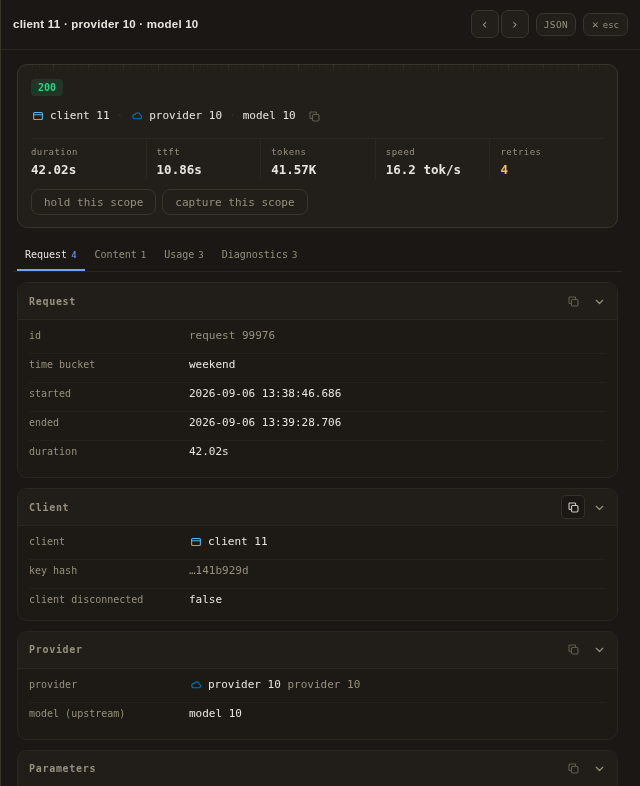 client 11 · provider 10 · model 10
‹ › JSON × esc
200
client 11 · provider 10 · model 10
duration ttft tokens speed retries
42.02s 10.86s 41.57K 16.2 tok/s 4
hold this scope capture this scope
Request 4 Content 1 Usage 3 Diagnostics 3
Request
id request 99976
time bucket weekend
started 2026-09-06 13:38:46.686
ended 2026-09-06 13:39:28.706
duration 42.02s
Client
client client 11
key hash …141b929d
client disconnected false
Provider
provider provider 10 provider 10
model (upstream) model 10
Parameters